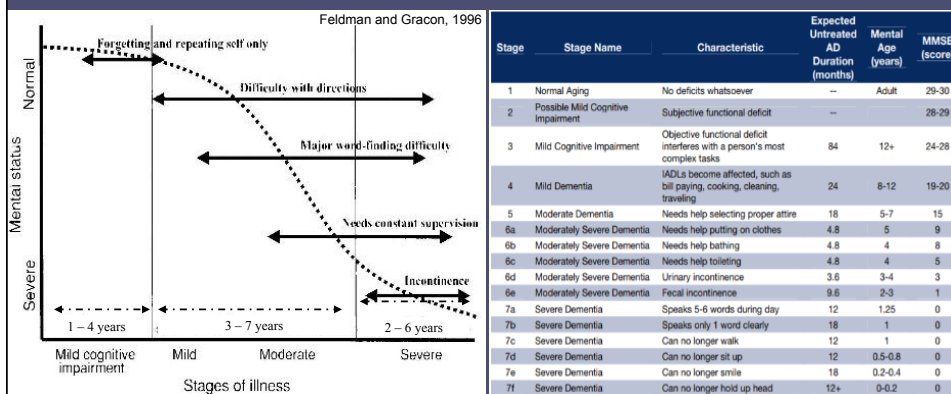 Feldman and Gracon, 1996
Forgetting and repeating self only
Difficulty with directions
Major word-finding difficulty
Needs constant supervision
Incontinence
Mental status
Normal
Severe
1 – 4 years
3 – 7 years
2 – 6 years
Mild cognitive
impairment
Mild
Moderate
Severe
Stages of illness
Stage
Stage Name
Characteristic
Expected
Untreated
AD
Duration
(months)
Mental
Age
(years)
MMSE
(score)
1 Normal Aging No deficits whatsoever -- Adult 29-30
2 Possible Mild Cognitive
Impairment Subjective functional deficit -- 28-29
3 Mild Cognitive Impairment Objective functional deficit
interferes with a person's most
complex tasks 84 12+ 24-28
4 Mild Dementia IADLs become affected, such as
bill paying, cooking, cleaning,
traveling 24 8-12 19-20
5 Moderate Dementia Needs help selecting proper attire 18 5-7 15
6a Moderately Severe Dementia Needs help putting on clothes 4.8 5 9
6b Moderately Severe Dementia Needs help bathing 4.8 4 8
6c Moderately Severe Dementia Needs help toileting 4.8 4 5
6d Moderately Severe Dementia Urinary incontinence 3.6 3-4 3
6e Moderately Severe Dementia Fecal incontinence 9.6 2-3 1
7a Severe Dementia Speaks 5-6 words during day 12 1.25 0
7b Severe Dementia Speaks only 1 word clearly 18 1 0
7c Severe Dementia Can no longer walk 12 1 0
7d Severe Dementia Can no longer sit up 12 0.5-0.8 0
7e Severe Dementia Can no longer smile 18 0.2-0.4 0
7f Severe Dementia Can no longer hold up head 12+ 0-0.2 0